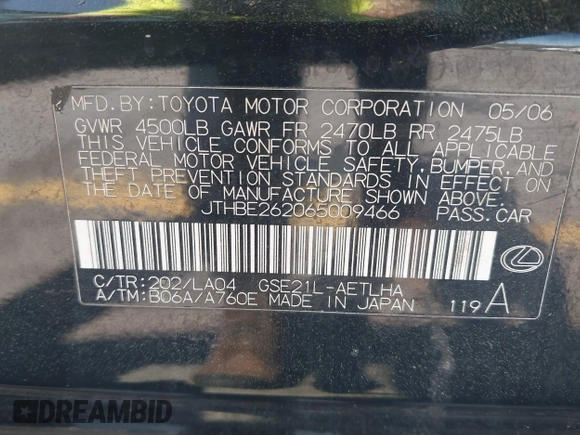 MFD. BY: TOYOTA MOTOR CORPORATION 05/06
GVWR 4500LB GAWR FR 2470LB RR 2475LB
THIS VEHICLE CONFORMS TO ALL APPLICABLE
FEDERAL MOTOR VEHICLE SAFETY, BUMPER, AND
THEFT PREVENTION STANDARDS IN EFFECT ON
THE DATE OF MANUFACTURE SHOWN ABOVE.
JTHBE262065009466 PASS. CAR
C/TR: 202/LA04 GSE21L-AETLHA
A/TM: B06A/A760E MADE IN JAPAN 119A
DREAMBID